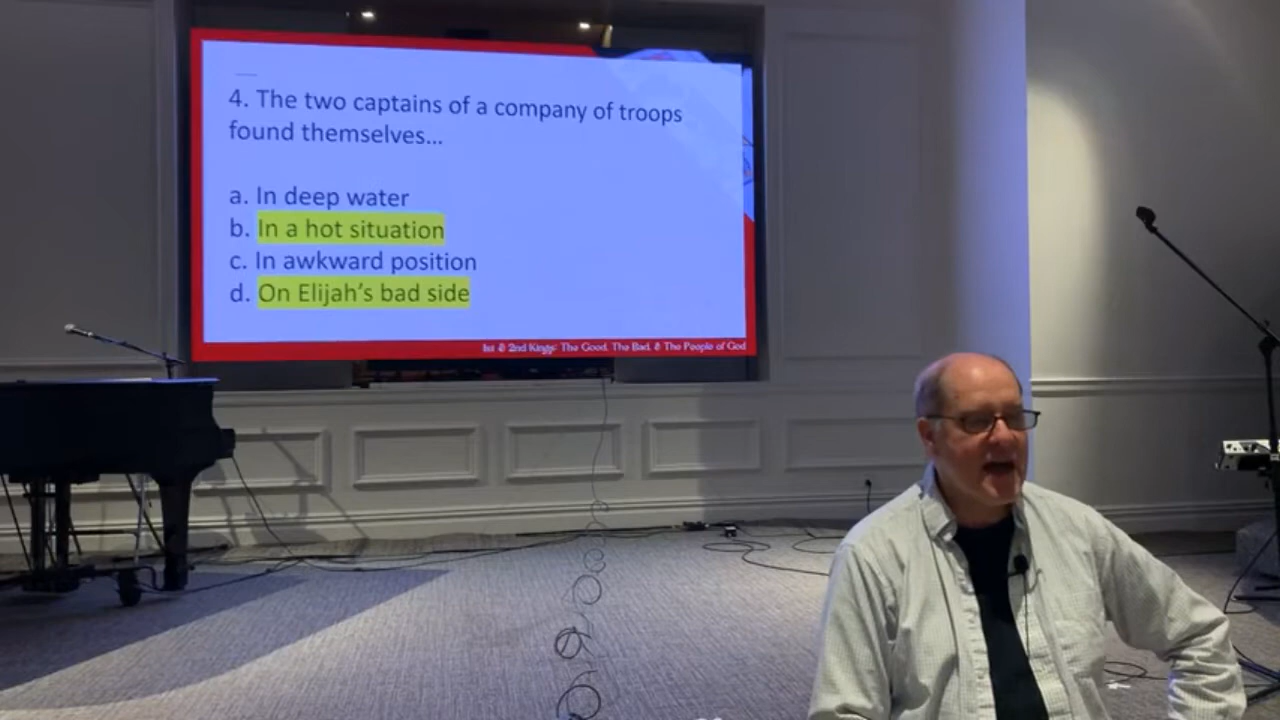 4. The two captains of a company of troops
found themselves...
a. In deep water
b. In a hot situation
c. In awkward position
d. On Elijah's bad side
1st & 2nd Kings: The Good, The Bad, & The People of God